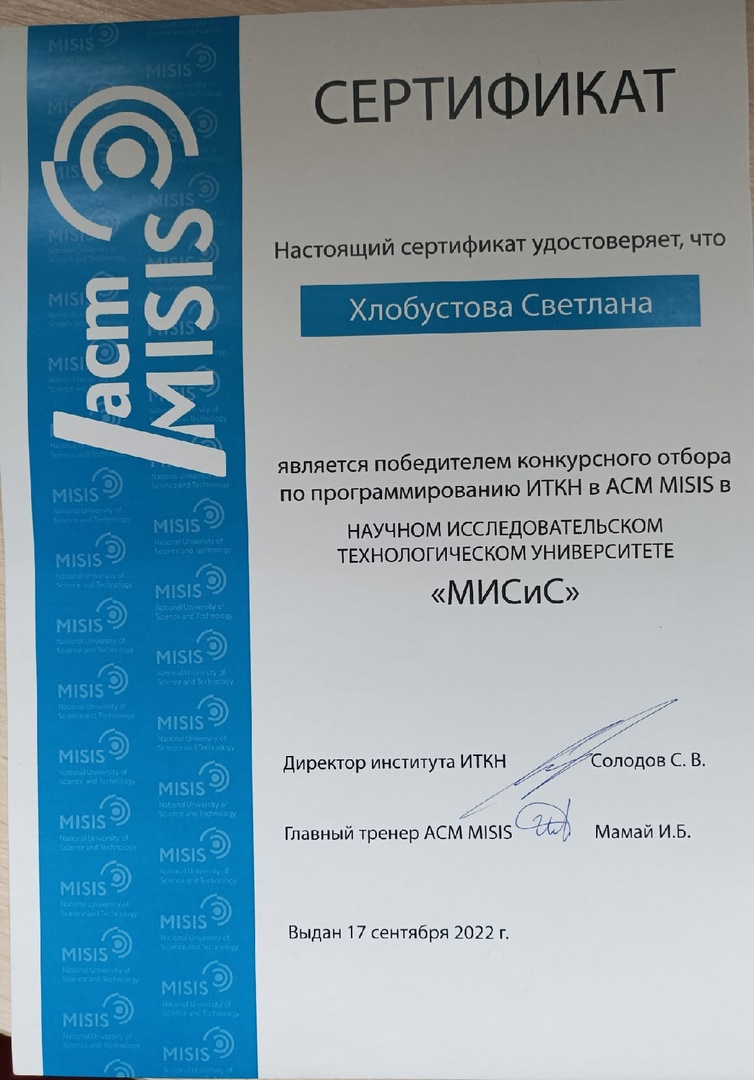 acm
MISIS
СЕРТИФИКАТ
Настоящий сертификат удостоверяет, что
Хлобустова Светлана
является победителем конкурсного отбора
по программированию ИТКН в ACM MISIS в
НАУЧНОМ ИССЛЕДОВАТЕЛЬСКОМ
ТЕХНОЛОГИЧЕСКОМ УНИВЕРСИТЕТЕ
«МИСиС»
Директор института ИТКН Солодов С. В.
Главный тренер ACM MISIS Мамай И.Б.
Выдан 17 сентября 2022 г.
MISIS
National University of
Science and Technology